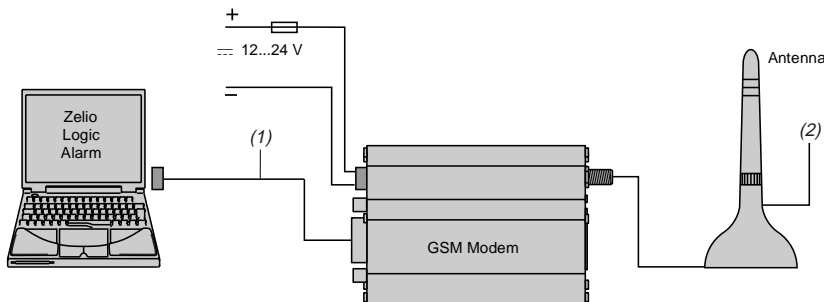 +
12...24 V
–
Zelio
Logic
Alarm
(1)
GSM Modem
Antenna
(2)